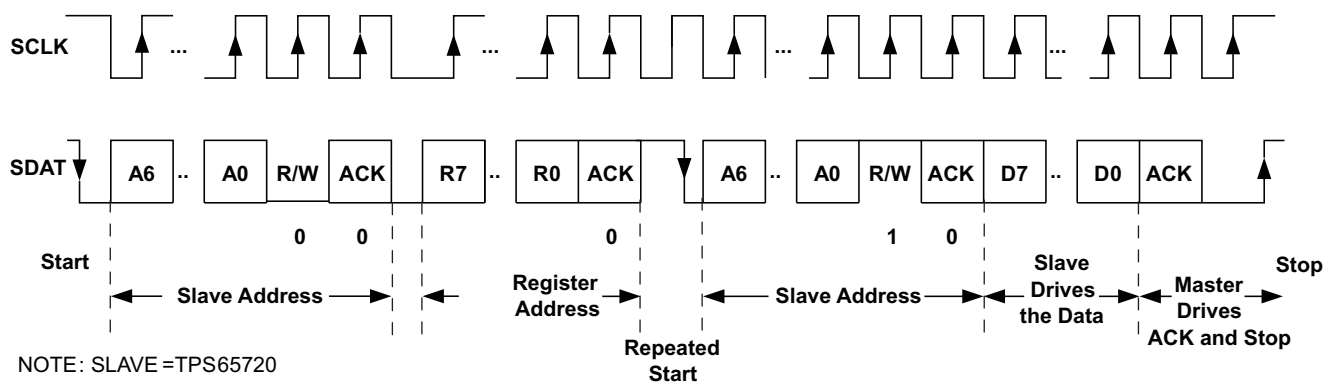 SCLK ... ... ... ...
SDAT A6 .. A0 R/W ACK R7 .. R0 ACK A6 .. A0 R/W ACK D7 .. D0 ACK
0 0 0 1 0
Start
Slave Address
Register
Address
Repeated
Start
Slave Address
Slave
Drives
the Data
Master
Drives
ACK and Stop
Stop
NOTE: SLAVE=TPS65720